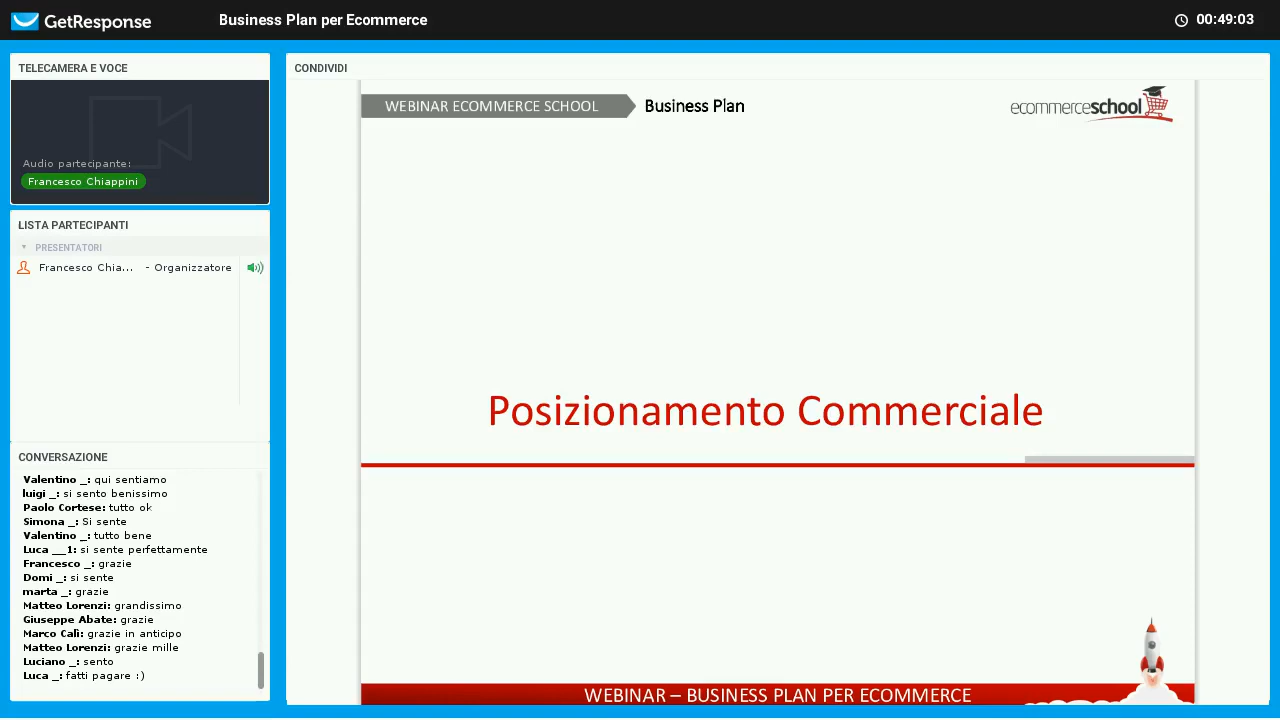 GetResponse
Business Plan per Ecommerce
00:49:03
TELECAMERA E VOCE
Audio partecipante:
Francesco Chiappini
LISTA PARTECIPANTI
PRESENTATORI
Francesco Chia... - Organizzatore
CONVERSAZIONE
Valentino _: qui sentiamo
luigi _: si sento benissimo
Paolo Cortese: tutto ok
Simona _: Si sente
Valentino _: tutto bene
Luca __1: si sente perfettamente
Francesco _: grazie
Domi _: si sente
marta _: grazie
Matteo Lorenzi: grandissimo
Giuseppe Abate: grazie
Marco Calì: grazie in anticipo
Matteo Lorenzi: grazie mille
Luciano _: sento
Luca _: fatti pagare :)
CONDIVIDI
WEBINAR ECOMMERCE SCHOOL
Business Plan
ecommerceschool
Posizionamento Commerciale
WEBINAR – BUSINESS PLAN PER ECOMMERCE